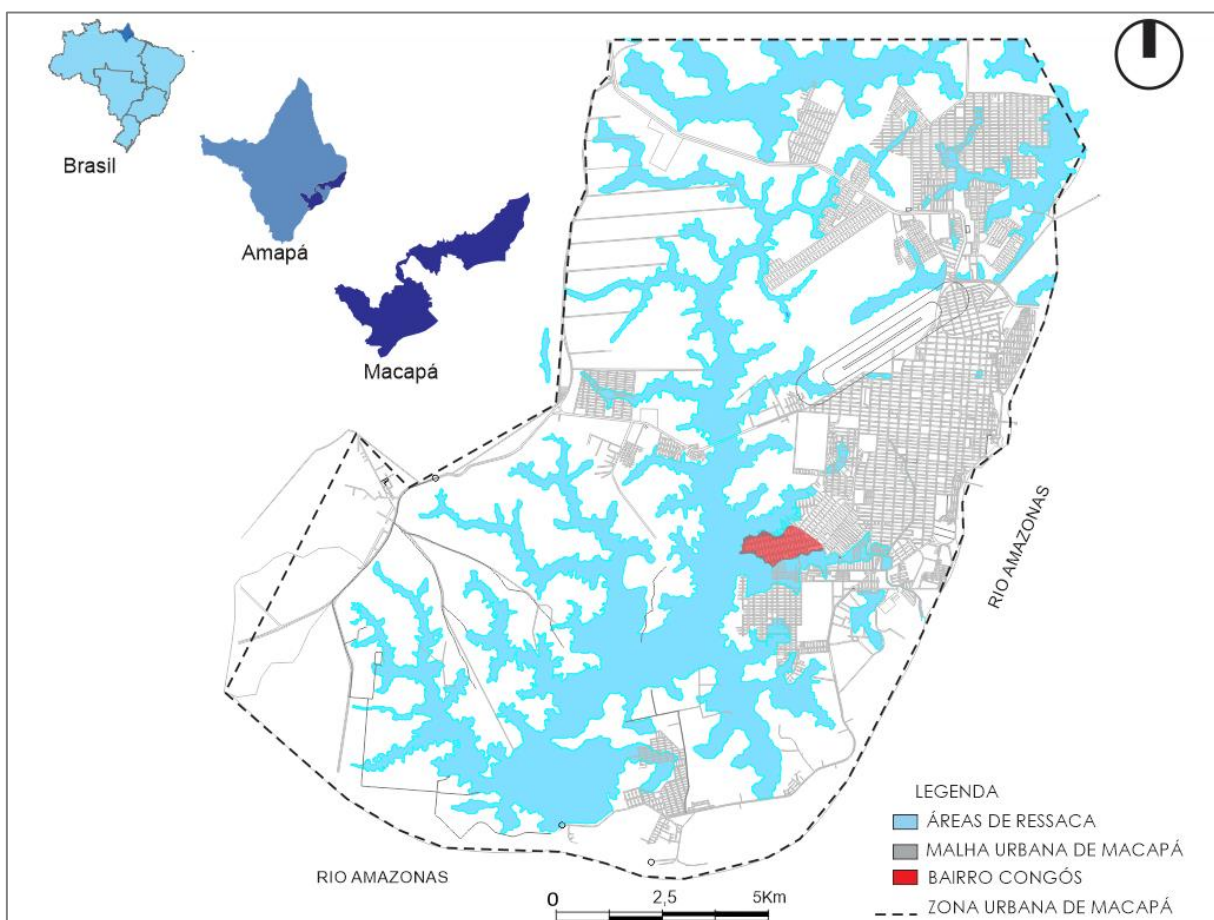 Brasil
Amapá
Macapá
RIO AMAZONAS
RIO AMAZONAS
LEGENDA
ÁREAS DE RESSACA
MALHA URBANA DE MACAPÁ
BAIRRO CONGÓS
ZONA URBANA DE MACAPÁ
0 2,5 5Km